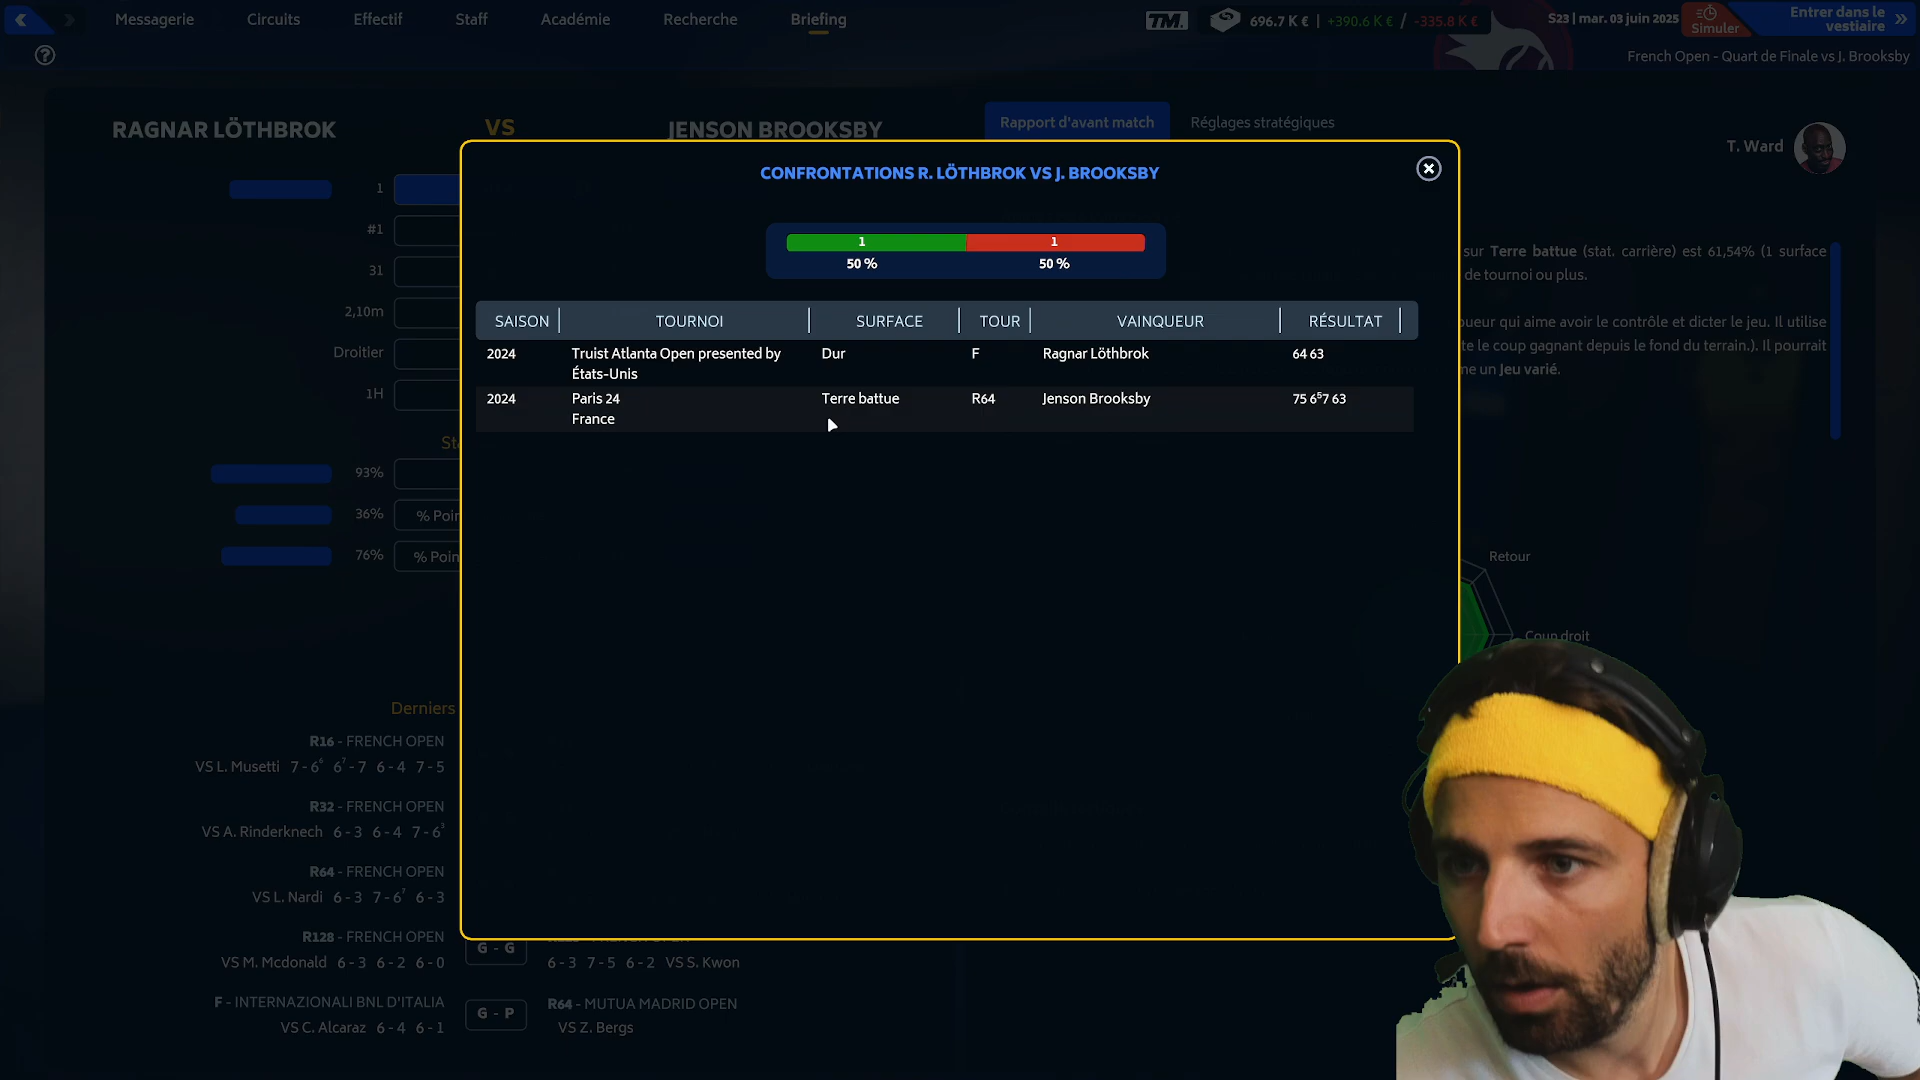 Messagerie Circuits Effectif Staff Académie Recherche Briefing
TM. 696.7 K € | +390.6 K € / -335.8 K €
S23 | mar. 03 juin 2025
Simuler
Entrer dans le
vestiaire
French Open - Quart de Finale vs J. Brooksby
RAGNAR LÖTHBROK VS JENSON BROOKSBY
Rapport d'avant match Réglages stratégiques
T. Ward
CONFRONTATIONS R. LÖTHBROK VS J. BROOKSBY
1 1
50 % 50 %
SAISON TOURNOI SURFACE TOUR VAINQUEUR RÉSULTAT
2024 Truist Atlanta Open presented by Dur F Ragnar Löthbrok 64 63
États-Unis
2024 Paris 24 Terre battue R64 Jenson Brooksby 75 6⁵7 63
France
1
#1
31
2,10m
Droitier
1H
93%
36% % Poin
76% % Poin
sur Terre battue (stat. carrière) est 61,54% (1 surface
de tournoi ou plus.
oueur qui aime avoir le contrôle et dicter le jeu. Il utilise
te le coup gagnant depuis le fond du terrain.). Il pourrait
ne un Jeu varié.
Retour
Coup droit
Derniers
R16 - FRENCH OPEN
VS L. Musetti 7 - 6⁶ 6⁷ - 7 6 - 4 7 - 5
R32 - FRENCH OPEN
VS A. Rinderknech 6 - 3 6 - 4 7 - 6³
R64 - FRENCH OPEN
VS L. Nardi 6 - 3 7 - 6⁷ 6 - 3
R128 - FRENCH OPEN
VS M. Mcdonald 6 - 3 6 - 2 6 - 0
G - G
6 - 3 7 - 5 6 - 2 VS S. Kwon
F - INTERNAZIONALI BNL D'ITALIA
VS C. Alcaraz 6 - 4 6 - 1
G - P
R64 - MUTUA MADRID OPEN
VS Z. Bergs